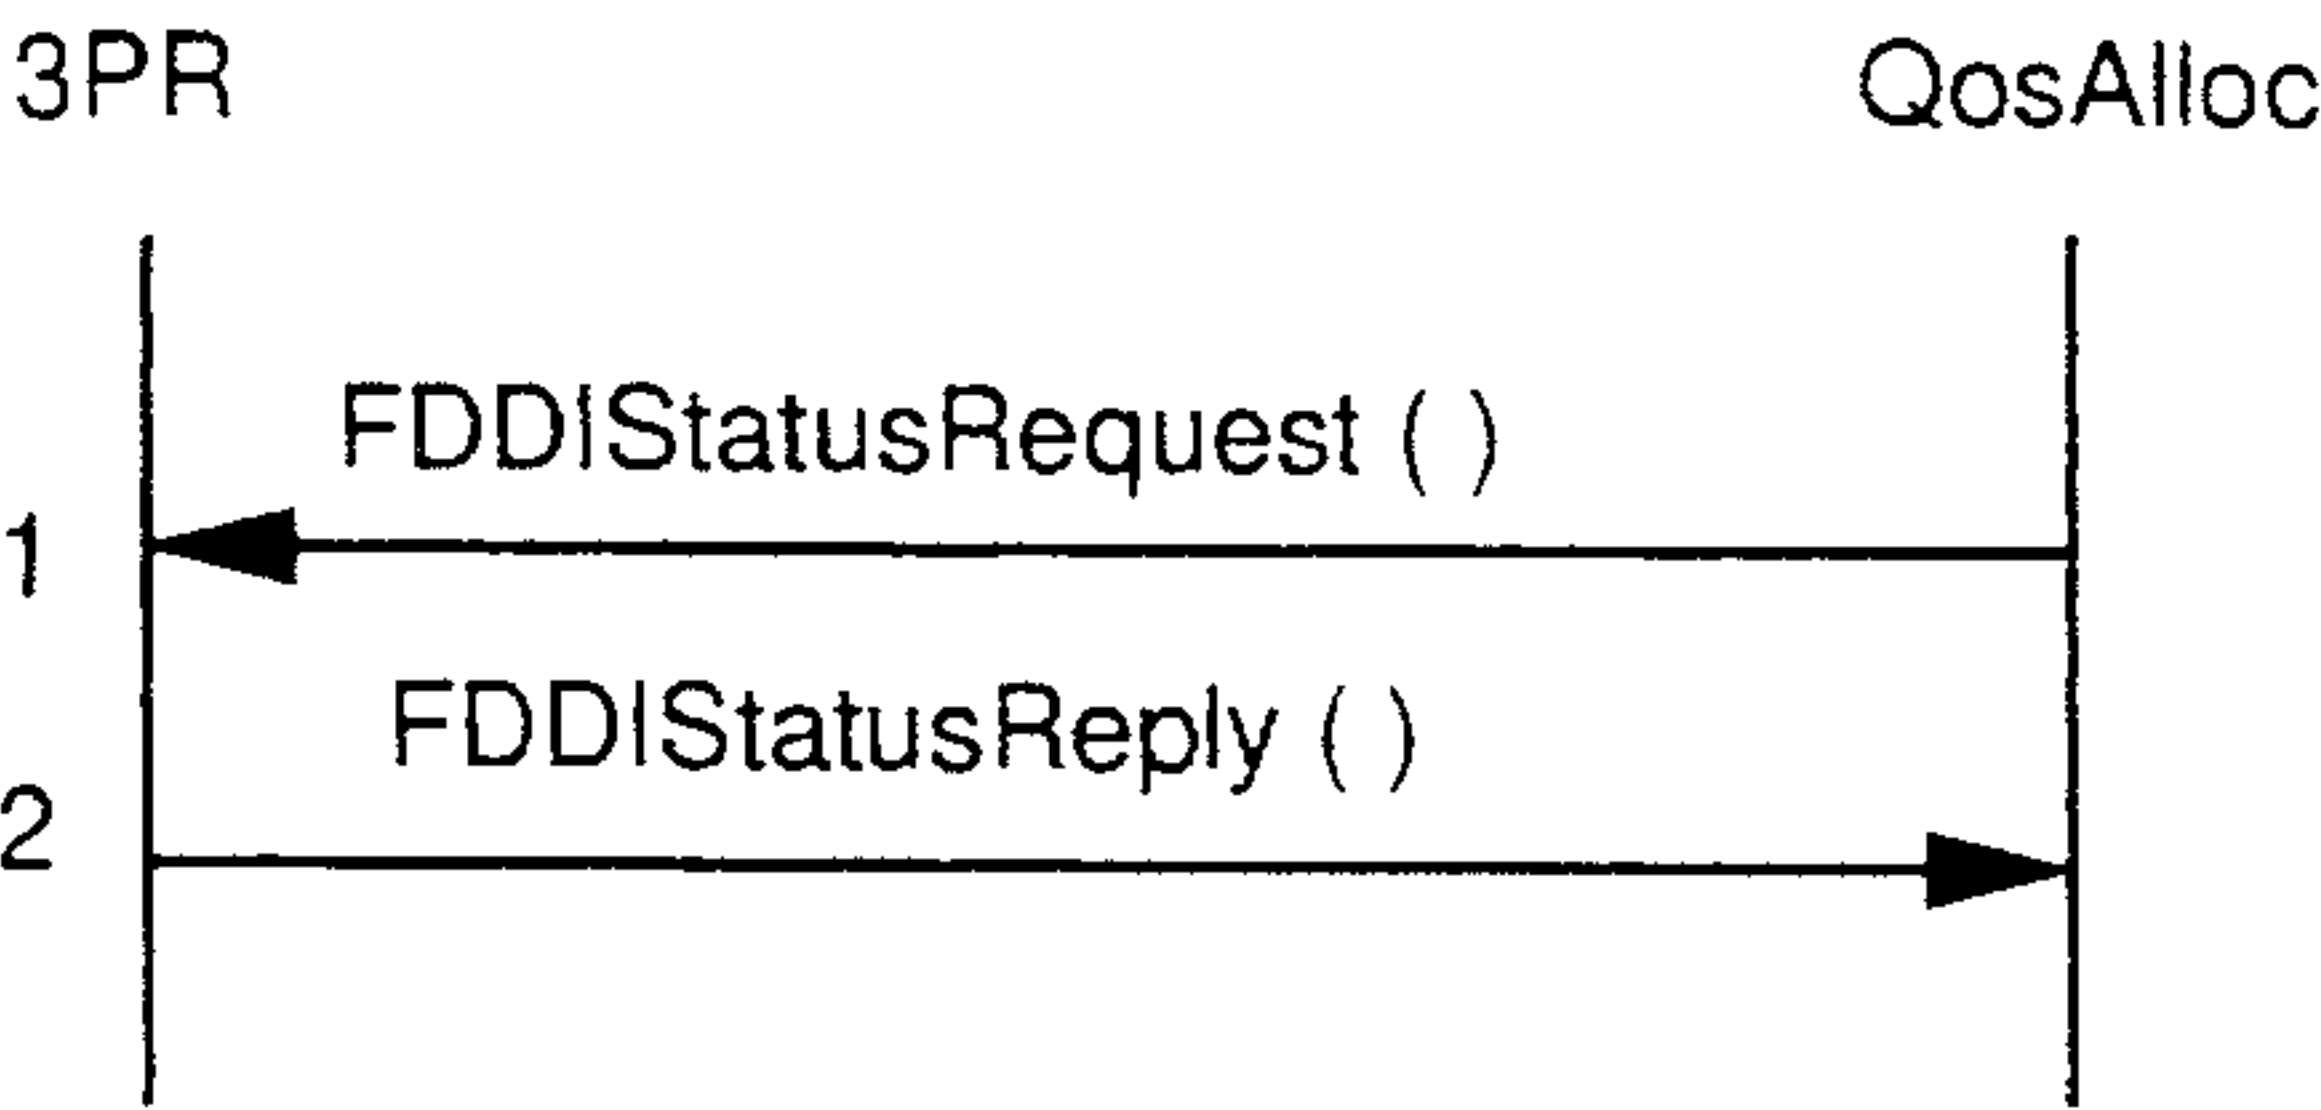 3PR QosAlloc
FDDIStatusRequest ( )
1
FDDIStatusReply ( )
2